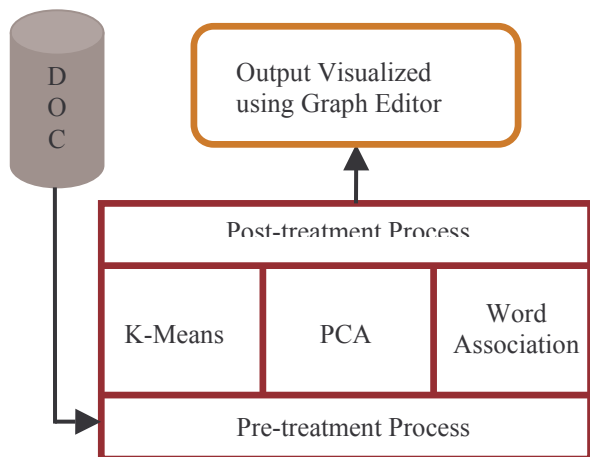 D
O
C
Output Visualized
using Graph Editor
Post-treatment Process
K-Means
PCA
Word
Association
Pre-treatment Process